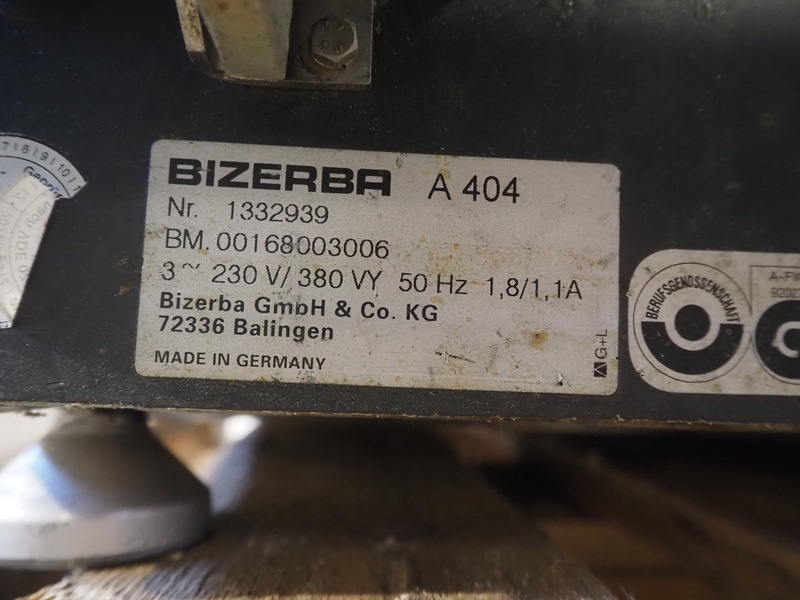 BIZERBA A 404
Nr. 1332939
BM. 00168003006
3~ 230 V/ 380 VY 50 Hz 1,8/1,1A
Bizerba GmbH & Co. KG
72336 Balingen
MADE IN GERMANY
G+L
BERUFSGENOSSENSCHAFT